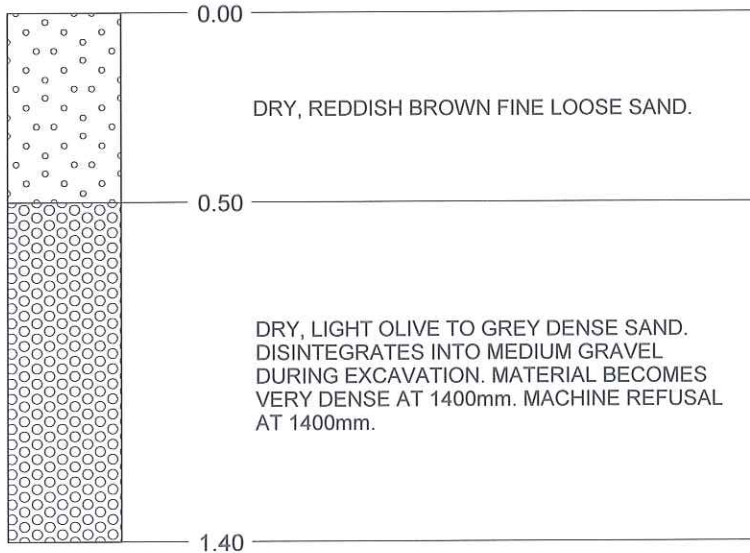 0.00
DRY, REDDISH BROWN FINE LOOSE SAND.
0.50
DRY, LIGHT OLIVE TO GREY DENSE SAND.
DISINTEGRATES INTO MEDIUM GRAVEL
DURING EXCAVATION. MATERIAL BECOMES
VERY DENSE AT 1400mm. MACHINE REFUSAL
AT 1400mm.
1.40